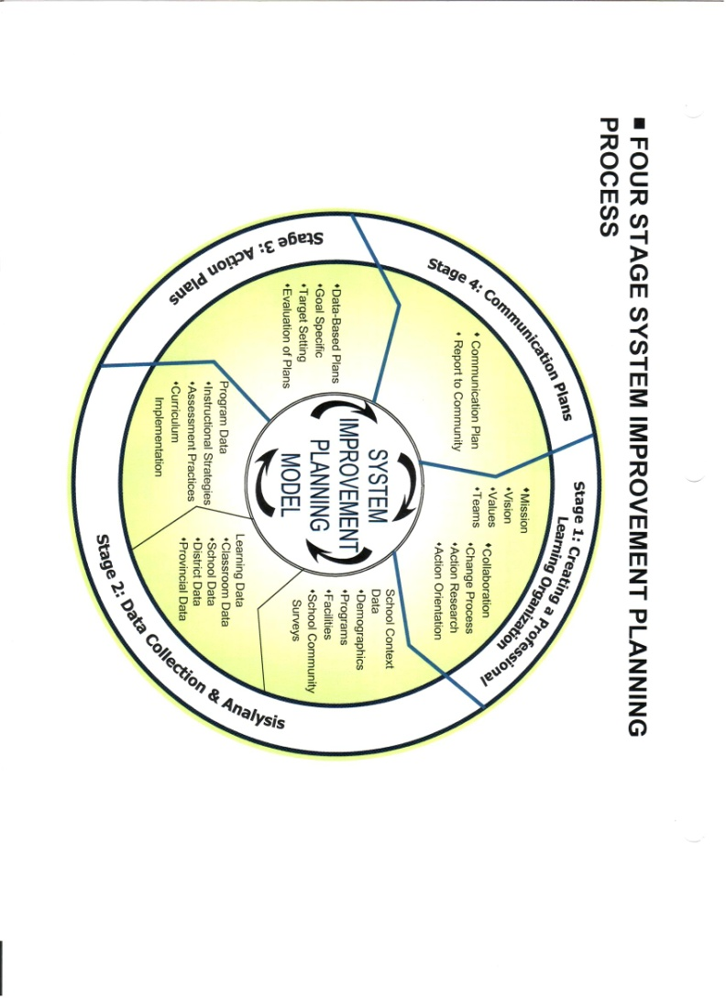 ▪ FOUR STAGE SYSTEM IMPROVEMENT PLANNING
PROCESS
Stage 1: Creating a Professional
Learning Organization
•Mission
•Vision
•Values
•Teams
•Collaboration
•Change Process
•Action Research
•Action Orientation
Stage 2: Data Collection & Analysis
School Context
Data
•Demographics
•Programs
•Facilities
•School Community
Surveys
Learning Data
•Classroom Data
•School Data
•District Data
•Provincial Data
Program Data
•Instructional Strategies
•Assessment Practices
•Curriculum
Implementation
Stage 3: Action Plans
•Data-Based Plans
•Goal Specific
•Target Setting
•Evaluation of Plans
Stage 4: Communication Plans
• Communication Plan
• Report to Community
SYSTEM
IMPROVEMENT
PLANNING
MODEL